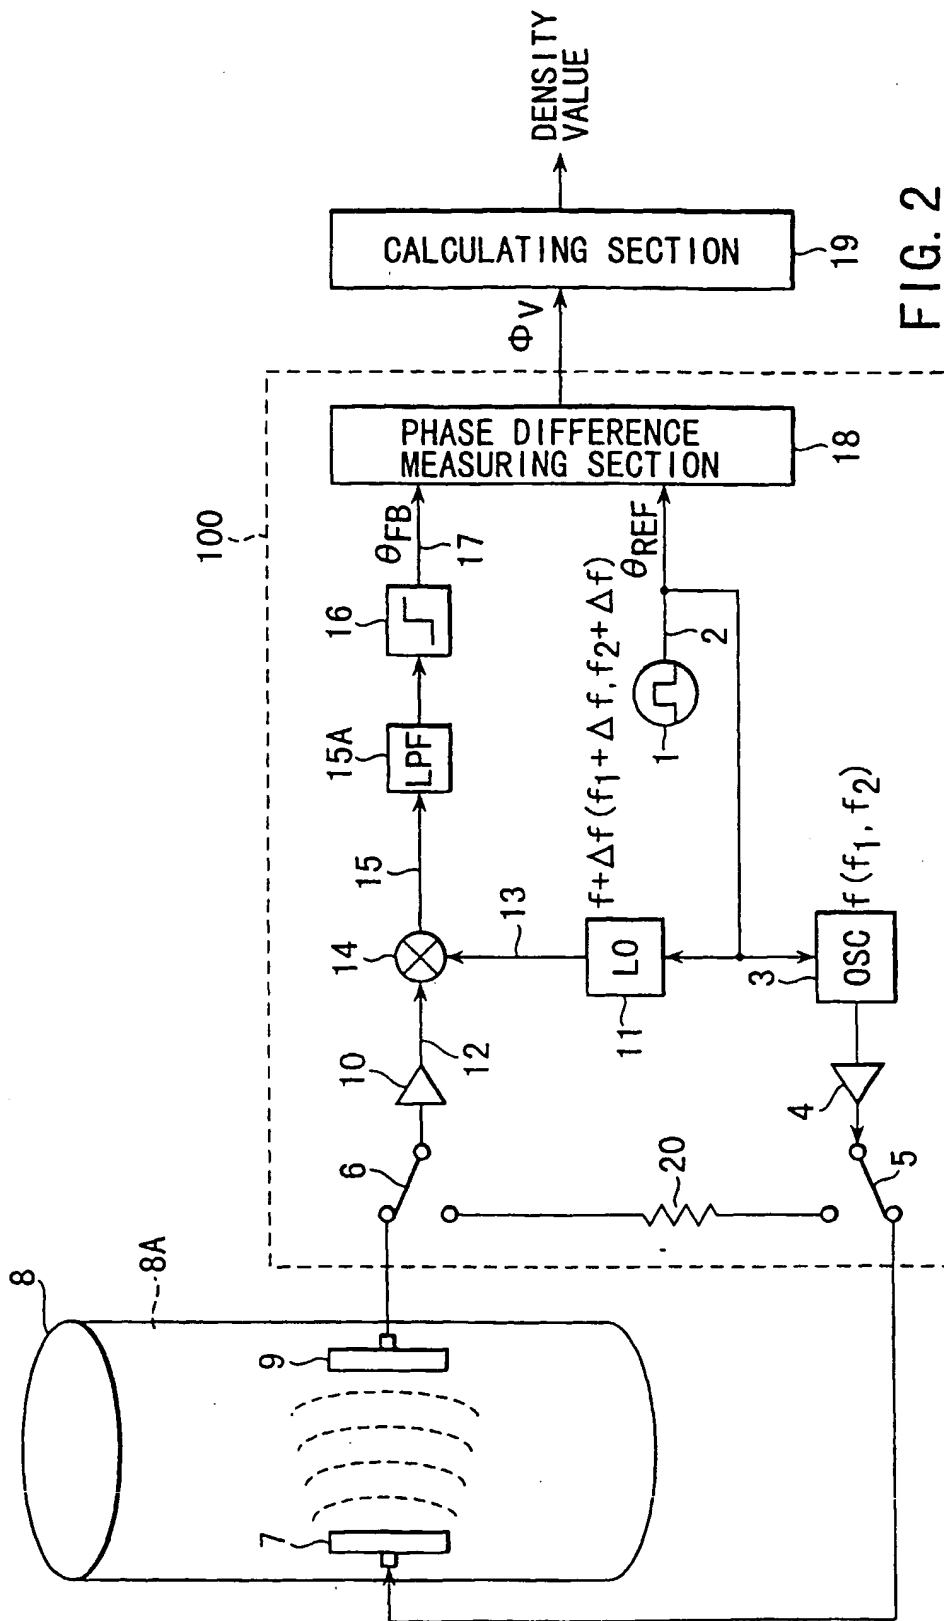 8
8A
9
7
100
6
10
12
14
15
15A
LPF
16
θFB
17
13
LO
11
f+Δf(f1+Δf, f2+Δf)
1
2
θREF
3
OSC
f(f1, f2)
4
5
20
PHASE DIFFERENCE
MEASURING SECTION
18
ΦV
CALCULATING SECTION
19
DENSITY
VALUE
FIG. 2